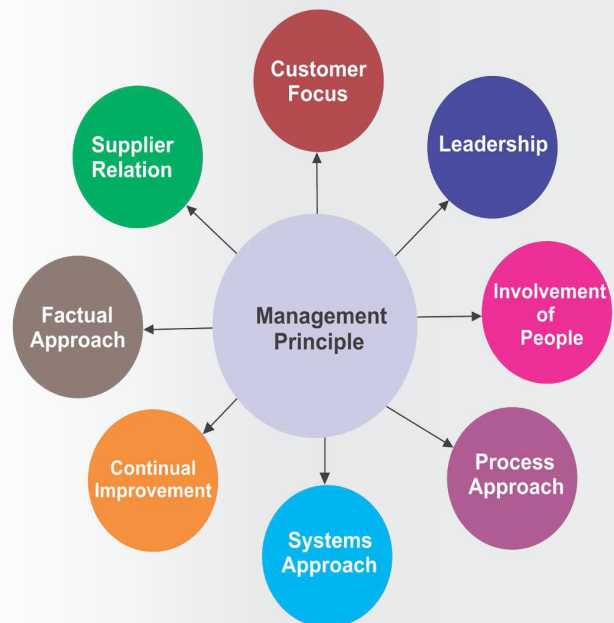 Customer
Focus
Leadership
Involvement
of
People
Process
Approach
Systems
Approach
Continual
Improvement
Factual
Approach
Supplier
Relation
Management
Principle